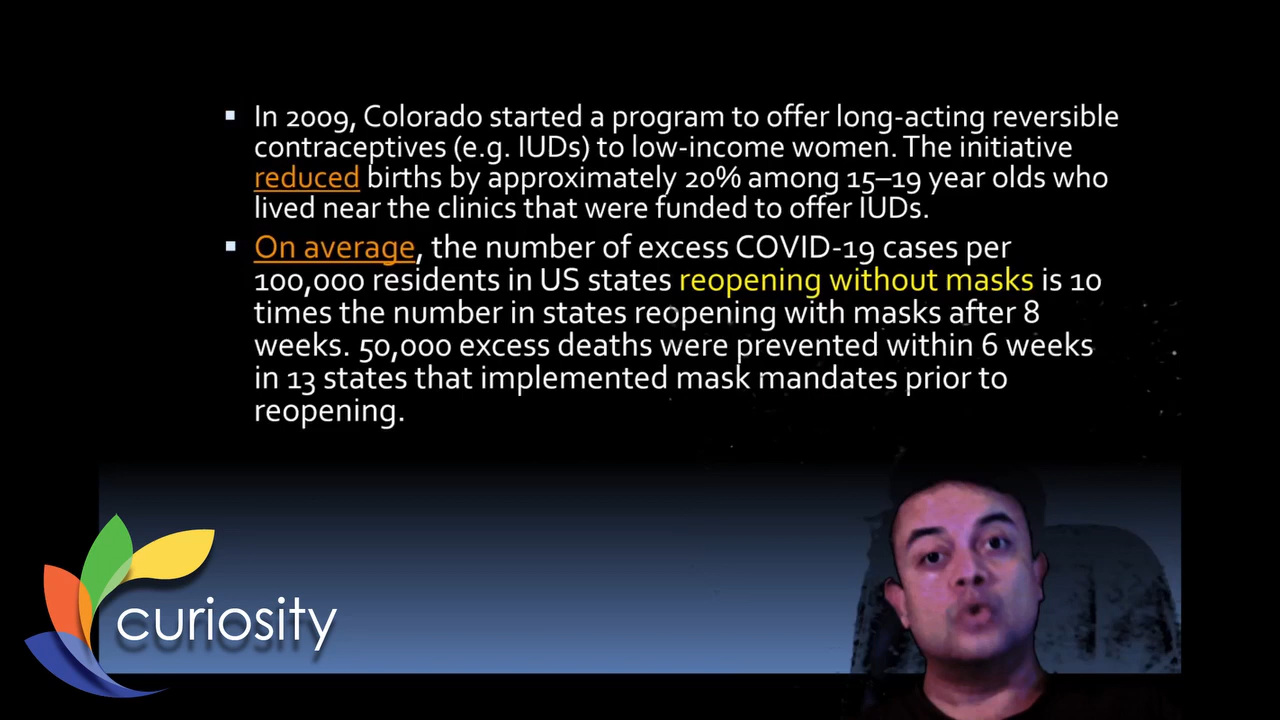 In 2009, Colorado started a program to offer long-acting reversible
contraceptives (e.g. IUDs) to low-income women. The initiative
reduced births by approximately 20% among 15–19 year olds who
lived near the clinics that were funded to offer IUDs.
On average, the number of excess COVID-19 cases per
100,000 residents in US states reopening without masks is 10
times the number in states reopening with masks after 8
weeks. 50,000 excess deaths were prevented within 6 weeks
in 13 states that implemented mask mandates prior to
reopening.
curiosity